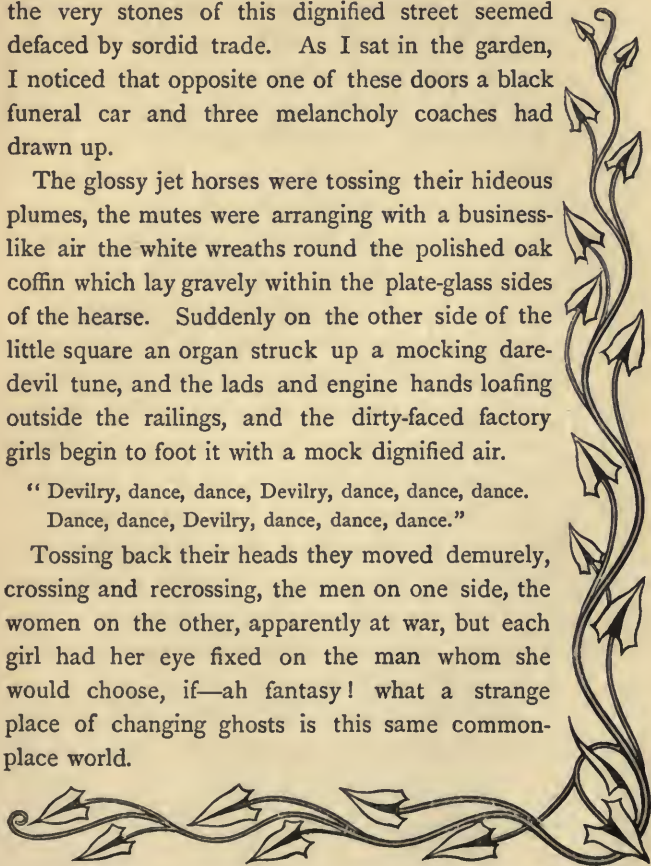 the very stones of this dignified street seemed
defaced by sordid trade. As I sat in the garden,
I noticed that opposite one of these doors a black
funeral car and three melancholy coaches had
drawn up.
The glossy jet horses were tossing their hideous
plumes, the mutes were arranging with a business-
like air the white wreaths round the polished oak
coffin which lay gravely within the plate-glass sides
of the hearse. Suddenly on the other side of the
little square an organ struck up a mocking dare-
devil tune, and the lads and engine hands loafing
outside the railings, and the dirty-faced factory
girls begin to foot it with a mock dignified air.
“ Devilry, dance, dance, Devilry, dance, dance, dance.
Dance, dance, Devilry, dance, dance, dance.”
Tossing back their heads they moved demurely,
crossing and recrossing, the men on one side, the
women on the other, apparently at war, but each
girl had her eye fixed on the man whom she
would choose, if—ah fantasy! what a strange
place of changing ghosts is this same common-
place world.